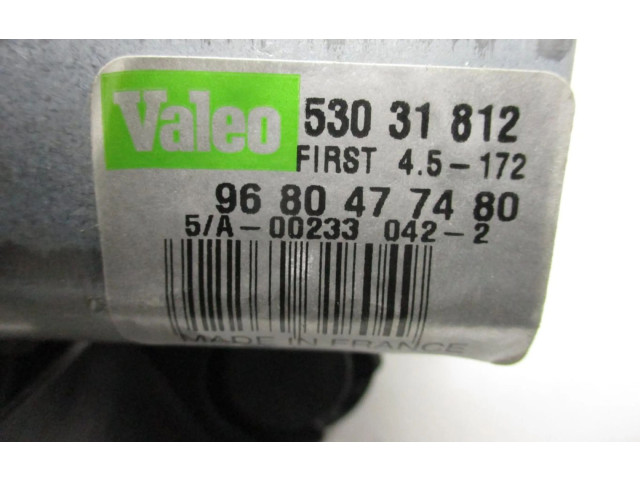 Valeo 530 31 812
FIRST 4.5-172
96 80 47 74 80
5/A-00233 042-2
MADE IN FRANCE